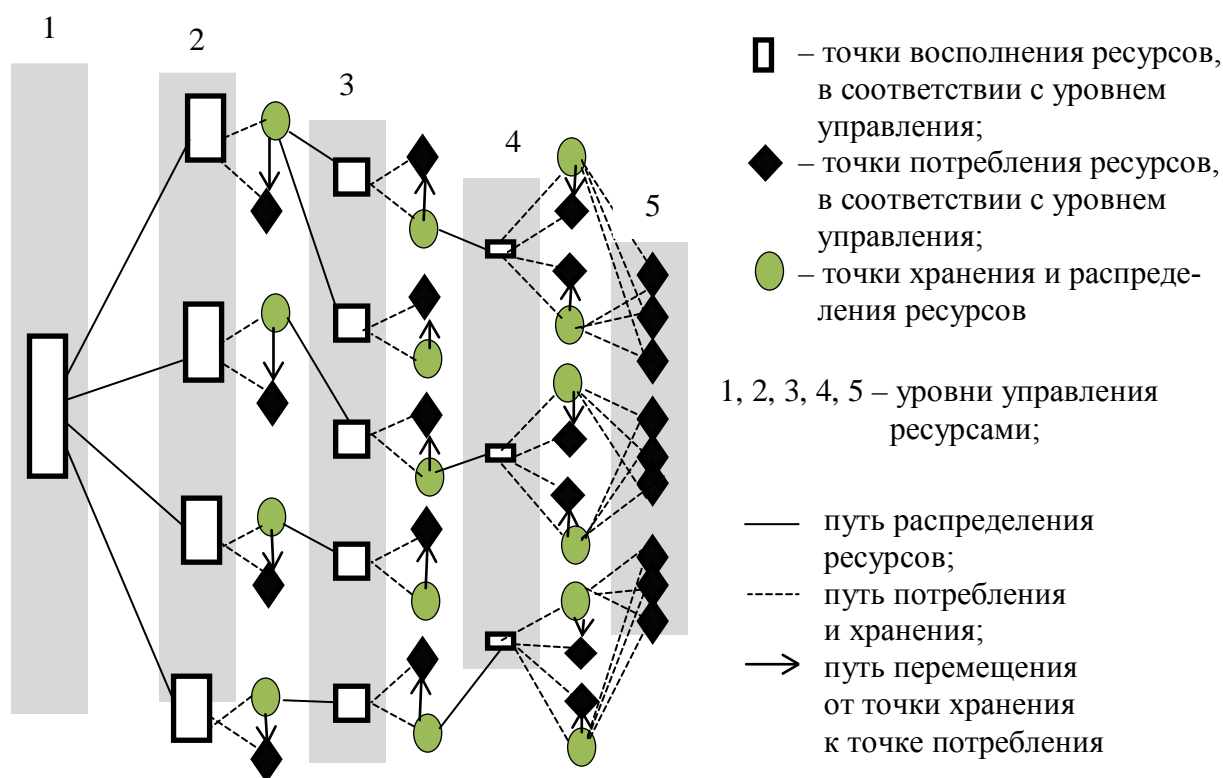 1
2
3
4
5
– точки восполнения ресурсов,
в соответствии с уровнем
управления;
– точки потребления ресурсов,
в соответствии с уровнем
управления;
– точки хранения и распреде-
ления ресурсов
1, 2, 3, 4, 5 – уровни управления
ресурсами;
путь распределения
ресурсов;
путь потребления
и хранения;
путь перемещения
от точки хранения
к точке потребления